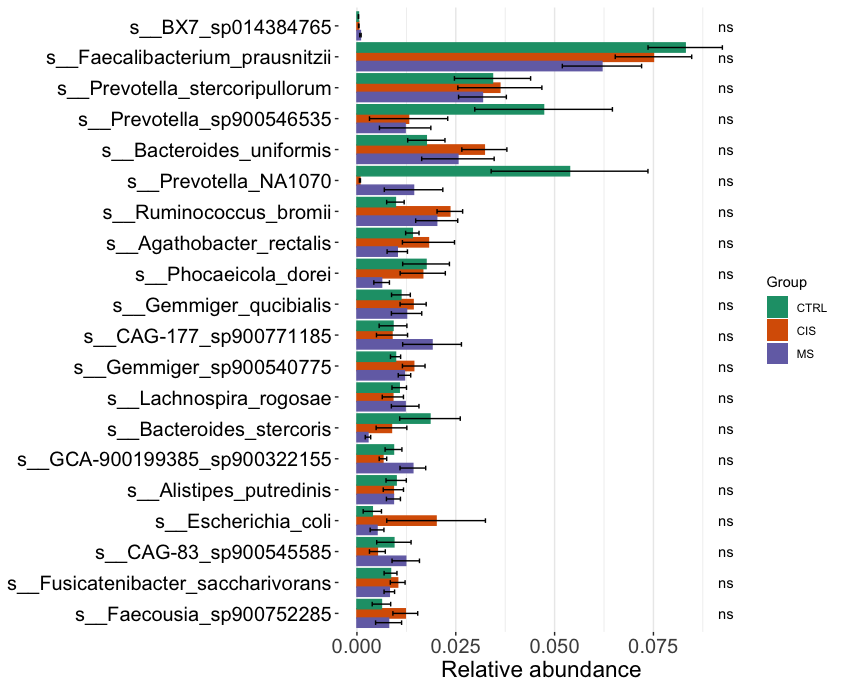 s__BX7_sp014384765 ns
s__Faecalibacterium_prausnitzii ns
s__Prevotella_stercoripullorum ns
s__Prevotella_sp900546535 ns
s__Bacteroides_uniformis ns
s__Prevotella_NA1070 ns
s__Ruminococcus_bromii ns
s__Agathobacter_rectalis ns
s__Phocaeicola_dorei ns
s__Gemmiger_qucibialis ns
s__CAG-177_sp900771185 ns
s__Gemmiger_sp900540775 ns
s__Lachnospira_rogosae ns
s__Bacteroides_stercoris ns
s__GCA-900199385_sp900322155 ns
s__Alistipes_putredinis ns
s__Escherichia_coli ns
s__CAG-83_sp900545585 ns
s__Fusicatenibacter_saccharivorans ns
s__Faecousia_sp900752285 ns
0.000 0.025 0.050 0.075
Relative abundance
Group
CTRL
CIS
MS